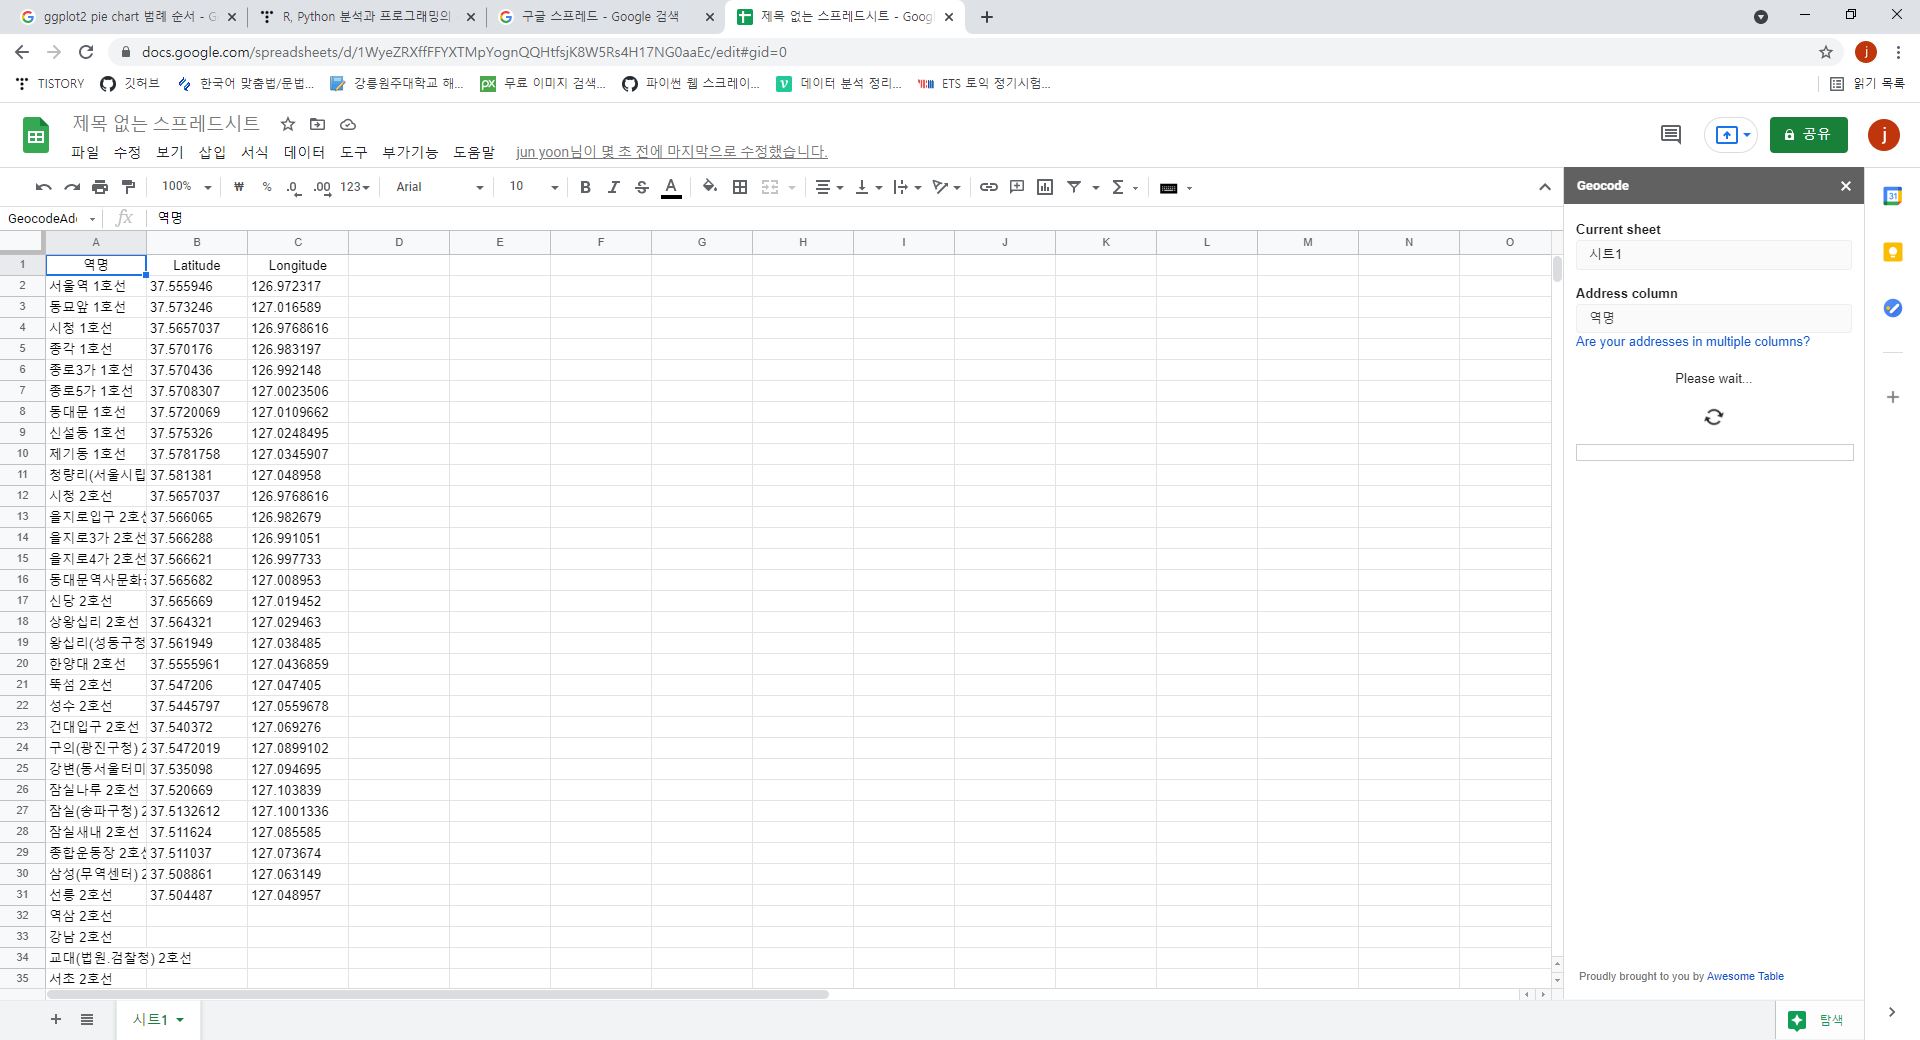 ggplot2 pie chart 범례 순서 - G
R, Python 분석과 프로그래밍의
구글 스프레드 - Google 검색
제목 없는 스프레드시트 - Goog
docs.google.com/spreadsheets/d/1WyeZRXffFFYXTMpYognQQHtfsjK8W5Rs4H17NG0aaEc/edit#gid=0
j
TISTORY 깃허브 한국어 맞춤법/문법... 강릉원주대학교 해... 무료 이미지 검색... 파이썬 웹 스크레이... 데이터 분석 정리... ETS 토익 정기시험... 읽기 목록
제목 없는 스프레드시트
공유
j
파일 수정 보기 삽입 서식 데이터 도구 부가기능 도움말 jun yoon님이 몇 초 전에 마지막으로 수정했습니다.
100% ₩ % .0 .00 123 Arial 10 B I S A Σ
GeocodeAd fx 역명
A B C D E F G H I J K L M N O
1 역명 Latitude Longitude
2 서울역 1호선 37.555946 126.972317
3 동묘앞 1호선 37.573246 127.016589
4 시청 1호선 37.5657037 126.9768616
5 종각 1호선 37.570176 126.983197
6 종로3가 1호선 37.570436 126.992148
7 종로5가 1호선 37.5708307 127.0023506
8 동대문 1호선 37.5720069 127.0109662
9 신설동 1호선 37.575326 127.0248495
10 제기동 1호선 37.5781758 127.0345907
11 청량리(서울시립 37.581381 127.048958
12 시청 2호선 37.5657037 126.9768616
13 을지로입구 2호선 37.566065 126.982679
14 을지로3가 2호선 37.566288 126.991051
15 을지로4가 2호선 37.566621 126.997733
16 동대문역사문화 37.565682 127.008953
17 신당 2호선 37.565669 127.019452
18 상왕십리 2호선 37.564321 127.029463
19 왕십리(성동구청 37.561949 127.038485
20 한양대 2호선 37.5555961 127.0436859
21 뚝섬 2호선 37.547206 127.047405
22 성수 2호선 37.5445797 127.0559678
23 건대입구 2호선 37.540372 127.069276
24 구의(광진구청) 2 37.5472019 127.0899102
25 강변(동서울터미 37.535098 127.094695
26 잠실나루 2호선 37.520669 127.103839
27 잠실(송파구청) 2 37.5132612 127.1001336
28 잠실새내 2호선 37.511624 127.085585
29 종합운동장 2호선 37.511037 127.073674
30 삼성(무역센터) 2 37.508861 127.063149
31 선릉 2호선 37.504487 127.048957
32 역삼 2호선
33 강남 2호선
34 교대(법원.검찰청) 2호선
35 서초 2호선
Geocode
Current sheet
시트1
Address column
역명
Are your addresses in multiple columns?
Please wait...
Proudly brought to you by Awesome Table
31
시트1
탐색